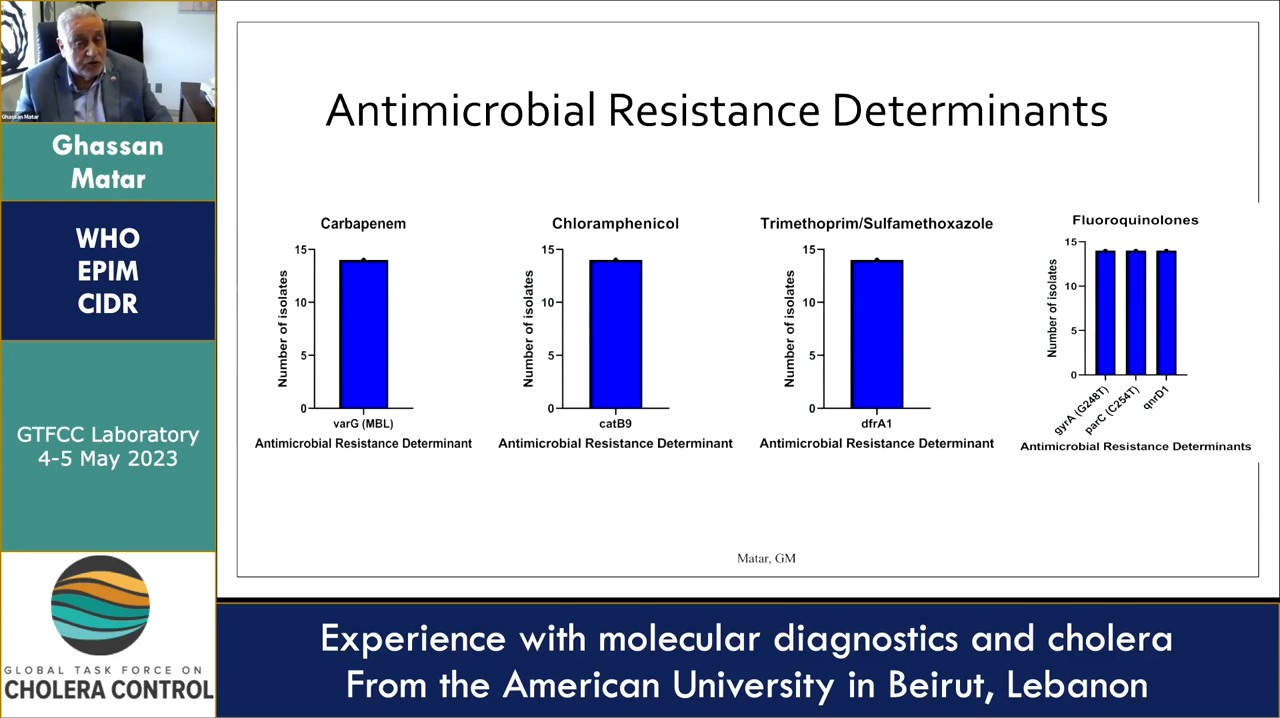 Ghassan Matar
Ghassan
Matar
WHO
EPIM
CIDR
GTFCC Laboratory
4-5 May 2023
GLOBAL TASK FORCE ON
CHOLERA CONTROL
Antimicrobial Resistance Determinants
Carbapenem
15
10
5
0
Number of isolates
varG (MBL)
Antimicrobial Resistance Determinant
Chloramphenicol
15
10
5
0
Number of isolates
catB9
Antimicrobial Resistance Determinant
Trimethoprim/Sulfamethoxazole
15
10
5
0
Number of isolates
dfrA1
Antimicrobial Resistance Determinant
Fluoroquinolones
15
10
5
0
Number of isolates
gyrA (G248T)
parC (C254T)
qnrD1
Antimicrobial Resistance Determinants
Matar, GM
Experience with molecular diagnostics and cholera
From the American University in Beirut, Lebanon